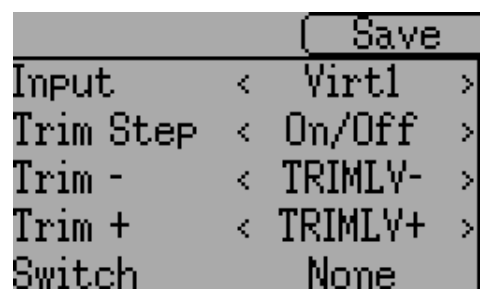 Save
Input < Virt1 >
Trim Step < On/Off >
Trim - < TRIMLV- >
Trim + < TRIMLV+ >
Switch None